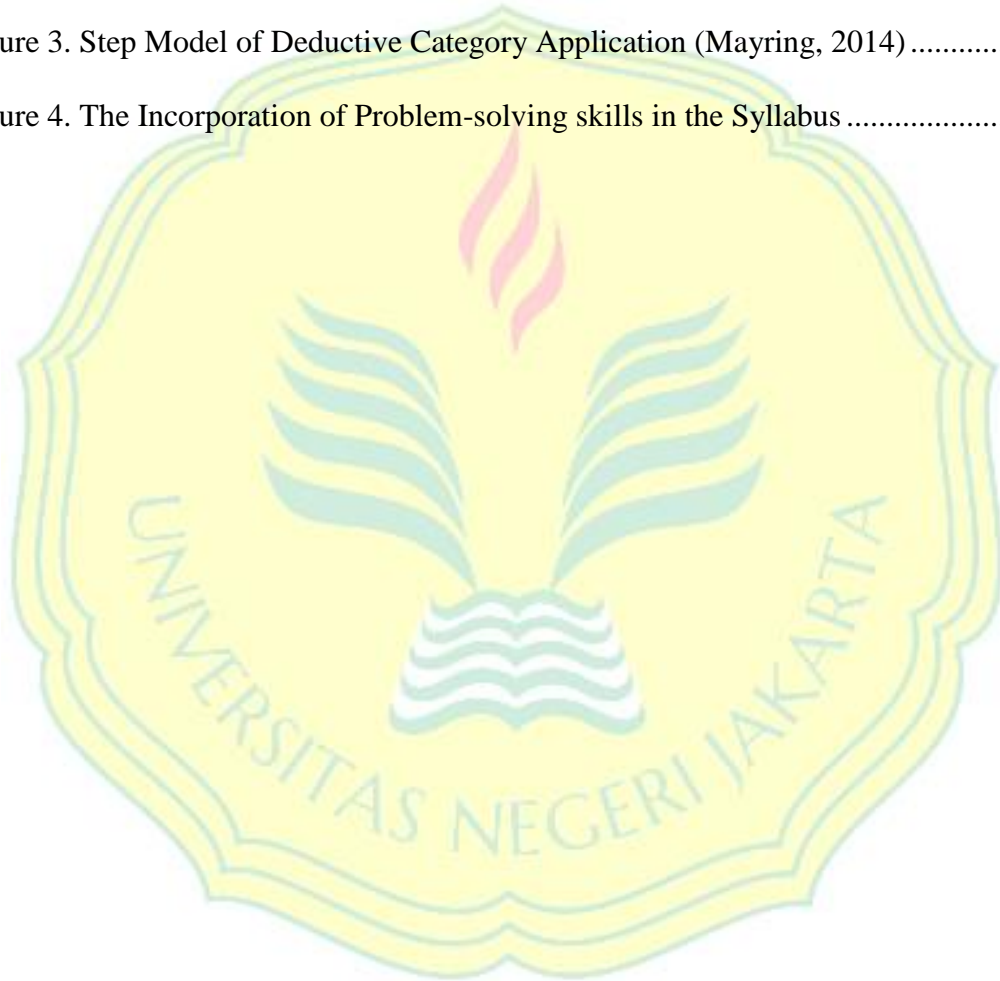 ure 3. Step Model of Deductive Category Application (Mayring, 2014) ...........
ure 4. The Incorporation of Problem-solving skills in the Syllabus ...................
UNIVERSITAS NEGERI JAKARTA